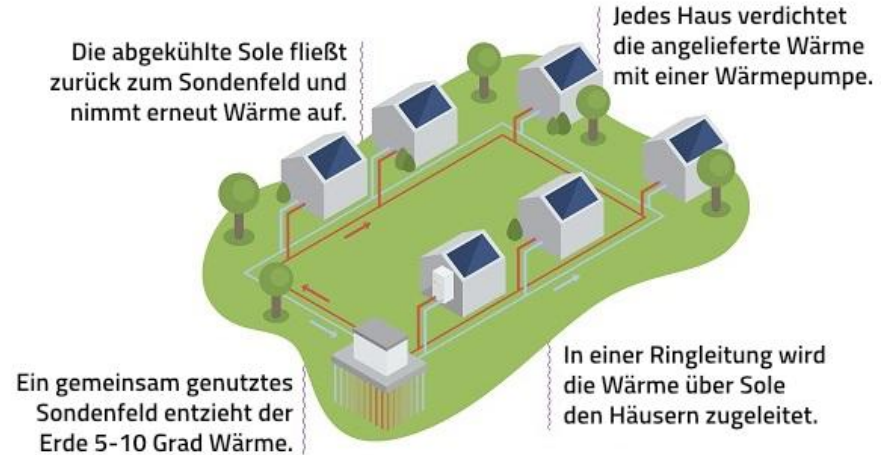 Die abgekühlte Sole fließt
zurück zum Sondenfeld und
nimmt erneut Wärme auf.
Jedes Haus verdichtet
die angelieferte Wärme
mit einer Wärmepumpe.
Ein gemeinsam genutztes
Sondenfeld entzieht der
Erde 5-10 Grad Wärme.
In einer Ringleitung wird
die Wärme über Sole
den Häusern zugeleitet.